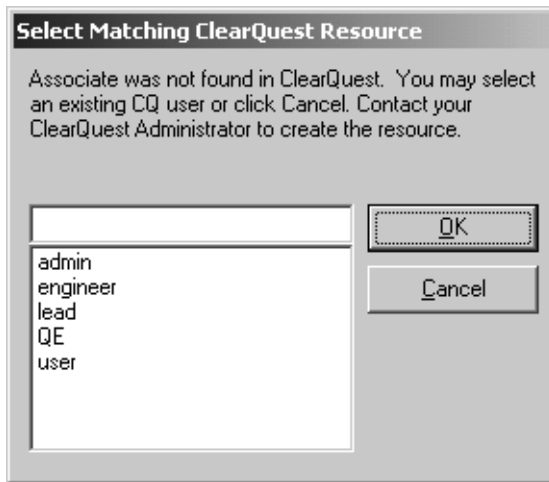 Select Matching ClearQuest Resource
Associate was not found in ClearQuest. You may select
an existing CQ user or click Cancel. Contact your
ClearQuest Administrator to create the resource.
OK
admin
engineer
Cancel
lead
QE
user